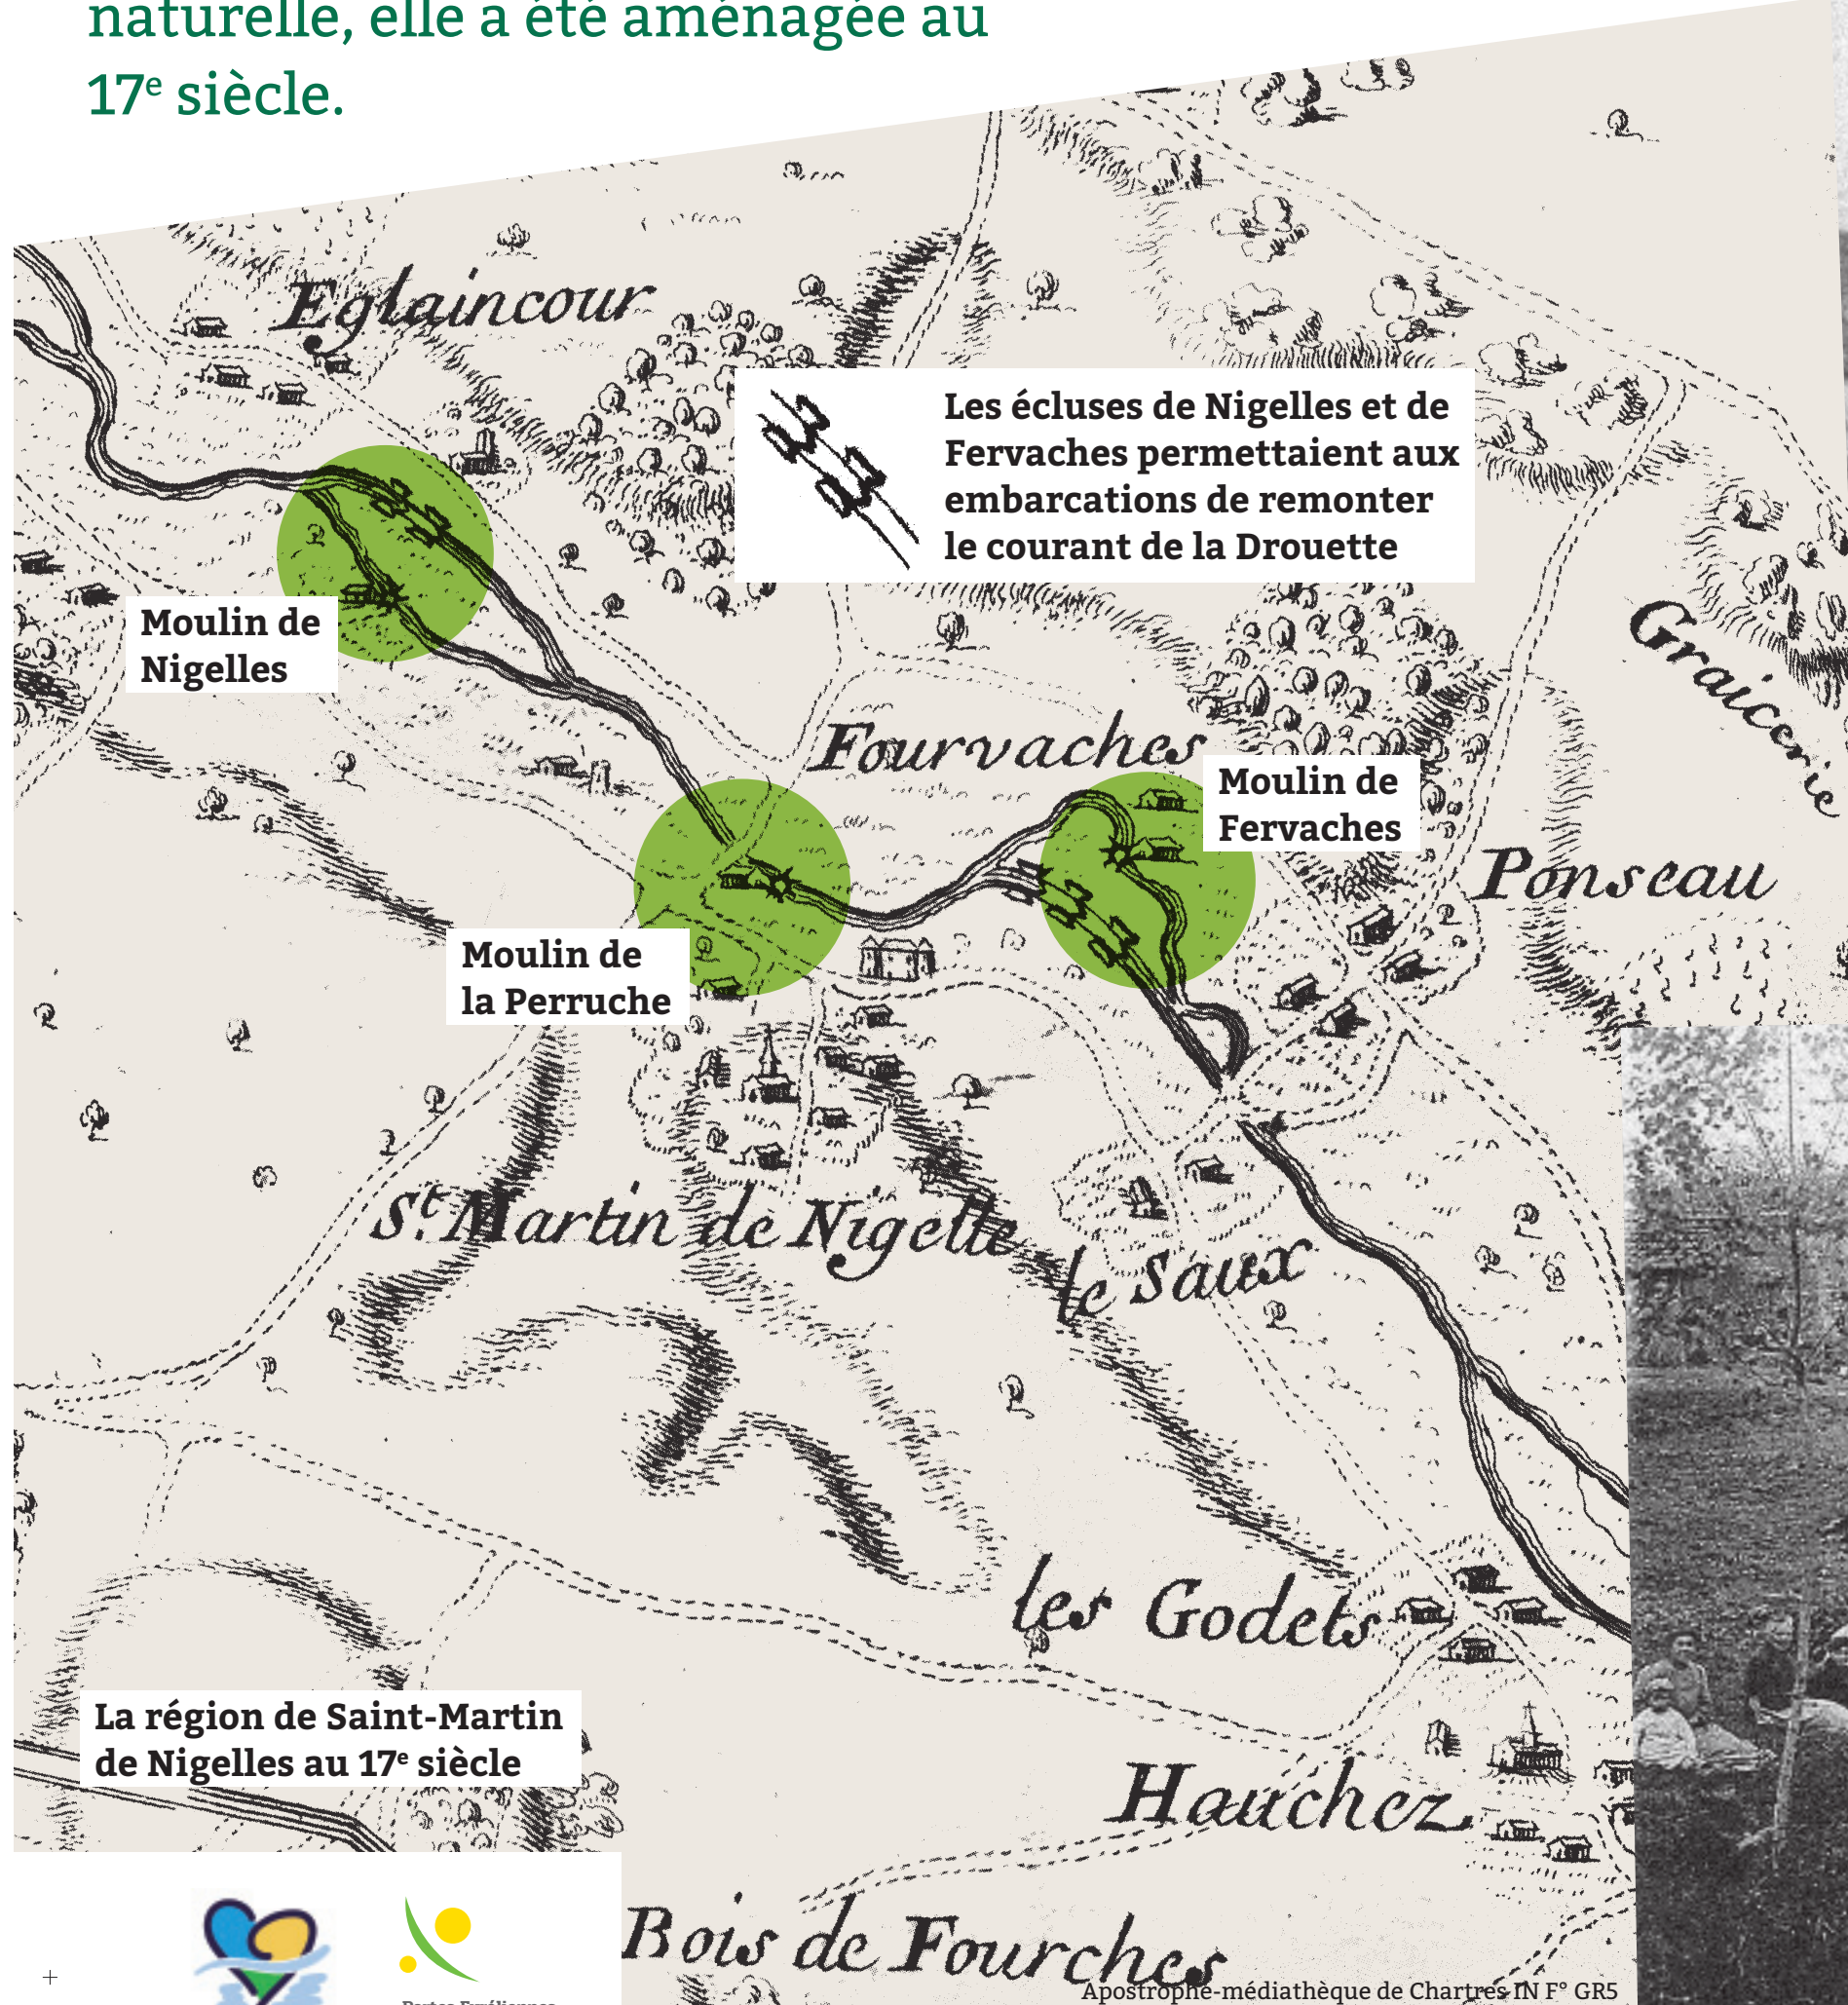 naturelle, elle a été aménagée au
17e siècle.
Eglaincour
Les écluses de Nigelles et de
Fervaches permettaient aux
embarcations de remonter
le courant de la Drouette
Moulin de
Nigelles
Graicerie
Fourvaches
Moulin de
Fervaches
Ponseau
Moulin de
la Perruche
St. Martin de Nigelle
le Saux
les Godets
La région de Saint-Martin
de Nigelles au 17e siècle
Hauchez
Bois de Fourches
Apostrophe-médiathèque de Chartres IN F° GR5
Portes Euréliennes